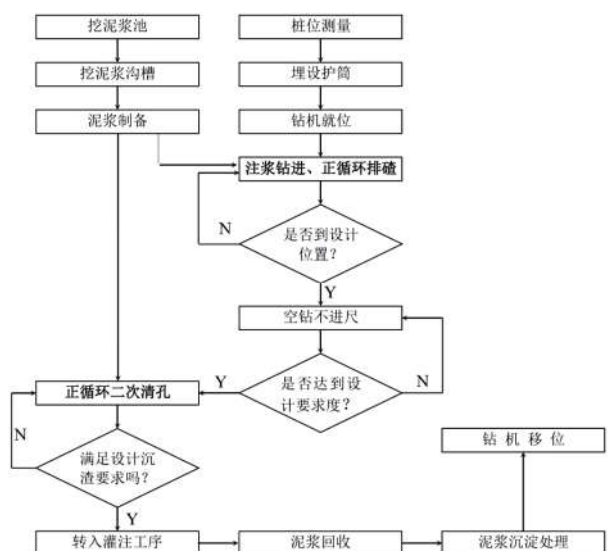 挖泥浆池
桩位测量
挖泥浆沟槽
埋设护筒
泥浆制备
钻机就位
注浆钻进、正循环排碴
是否到设计
位置？
N
Y
空钻不进尺
是否达到设
计要求度？
Y
N
正循环二次清孔
N
满足设计沉
渣要求吗？
Y
钻 机 移 位
转入灌注工序
泥浆回收
泥浆沉淀处理